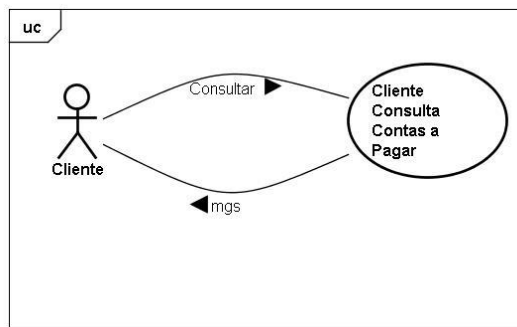 uc
Consultar
Cliente
Consulta
Contas a
Pagar
Cliente
mgs